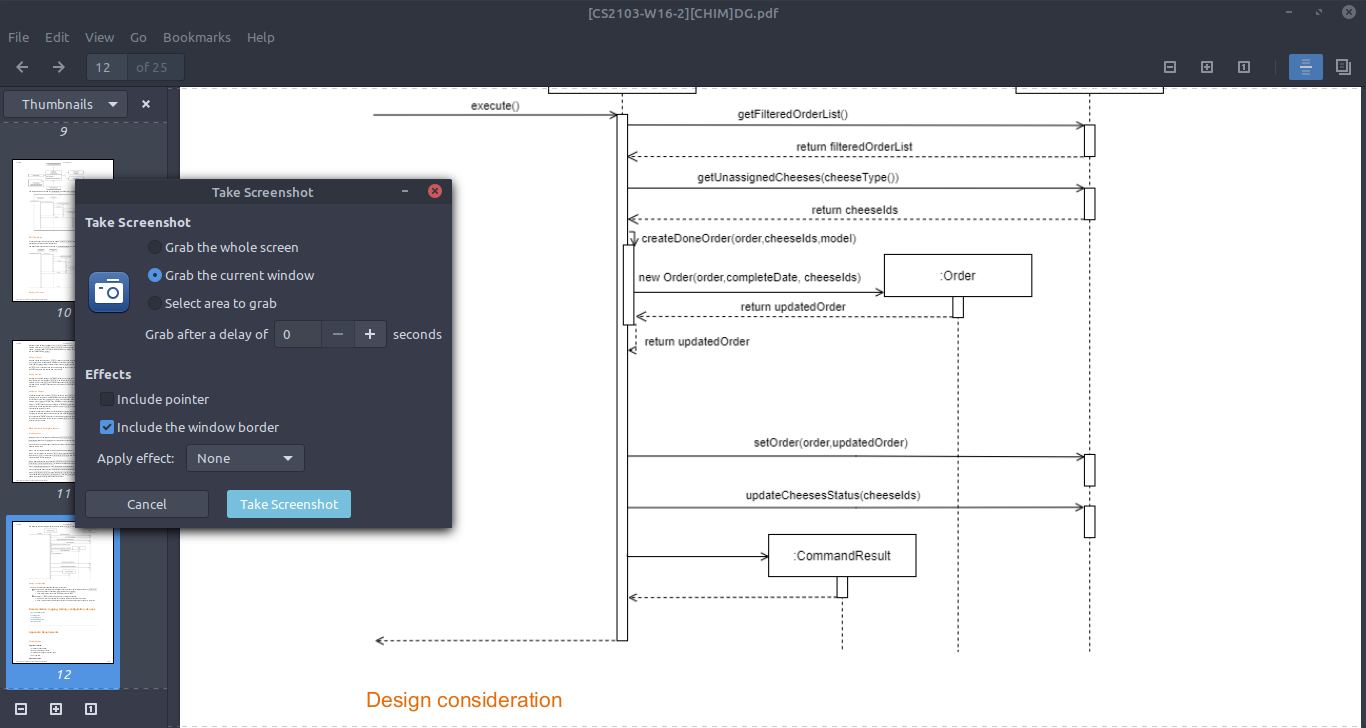 [CS2103-W16-2][CHIM]DG.pdf
File Edit View Go Bookmarks Help
12 of 25
Thumbnails
9
10
11
12
Take Screenshot
Take Screenshot
Grab the whole screen
Grab the current window
Select area to grab
Grab after a delay of 0 seconds
Effects
Include pointer
Include the window border
Apply effect: None
Cancel Take Screenshot
execute()
getFilteredOrderList()
return filteredOrderList
getUnassignedCheeses(cheeseType())
return cheeseIds
createDoneOrder(order,cheeseIds,model)
new Order(order,completeDate, cheeseIds)
:Order
return updatedOrder
return updatedOrder
setOrder(order,updatedOrder)
updateCheesesStatus(cheeseIds)
:CommandResult
Design consideration